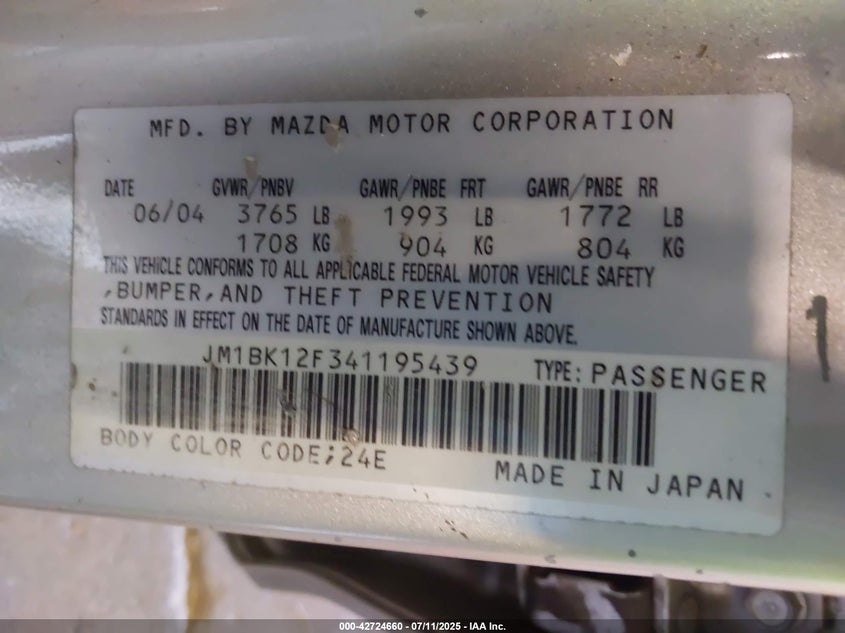 MFD. BY MAZDA MOTOR CORPORATION
DATE GVWR/PNBV GAWR/PNBE FRT GAWR/PNBE RR
06/04 3765 LB 1993 LB 1772 LB
1708 KG 904 KG 804 KG
THIS VEHICLE CONFORMS TO ALL APPLICABLE FEDERAL MOTOR VEHICLE SAFETY
,BUMPER,AND THEFT PREVENTION
STANDARDS IN EFFECT ON THE DATE OF MANUFACTURE SHOWN ABOVE.
JM1BK12F341195439 TYPE: PASSENGER
BODY COLOR CODE;24E
MADE IN JAPAN
1
000-42724660 - 07/11/2025 - IAA Inc.